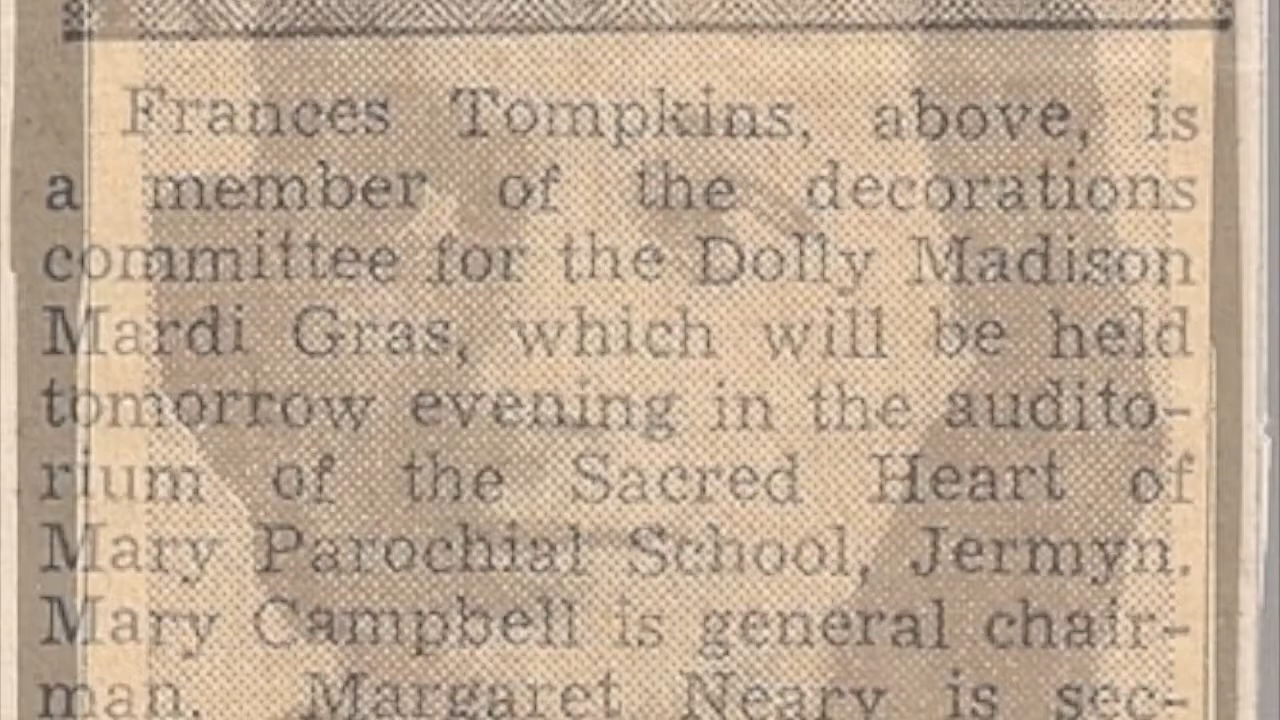 Frances Tompkins, above, is
a member of the decorations
committee for the Dolly Madison
Mardi Gras, which will be held
tomorrow evening in the audito-
rium of the Sacred Heart of
Mary Parochial School, Jermyn.
Mary Campbell is general chair-
man. Margaret Neary is sec-